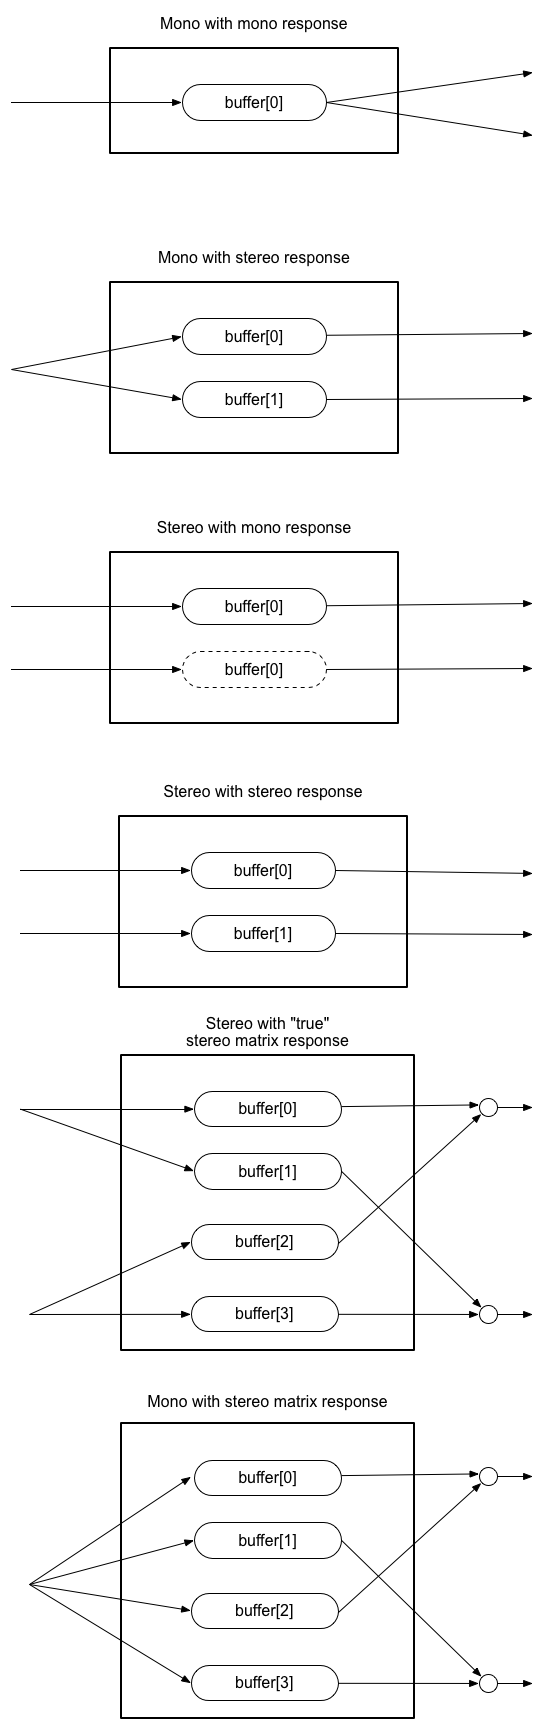 Mono with mono response
buffer[0]
Mono with stereo response
buffer[0]
buffer[1]
Stereo with mono response
buffer[0]
buffer[0]
Stereo with stereo response
buffer[0]
buffer[1]
Stereo with "true"
stereo matrix response
buffer[0]
buffer[1]
buffer[2]
buffer[3]
Mono with stereo matrix response
buffer[0]
buffer[1]
buffer[2]
buffer[3]